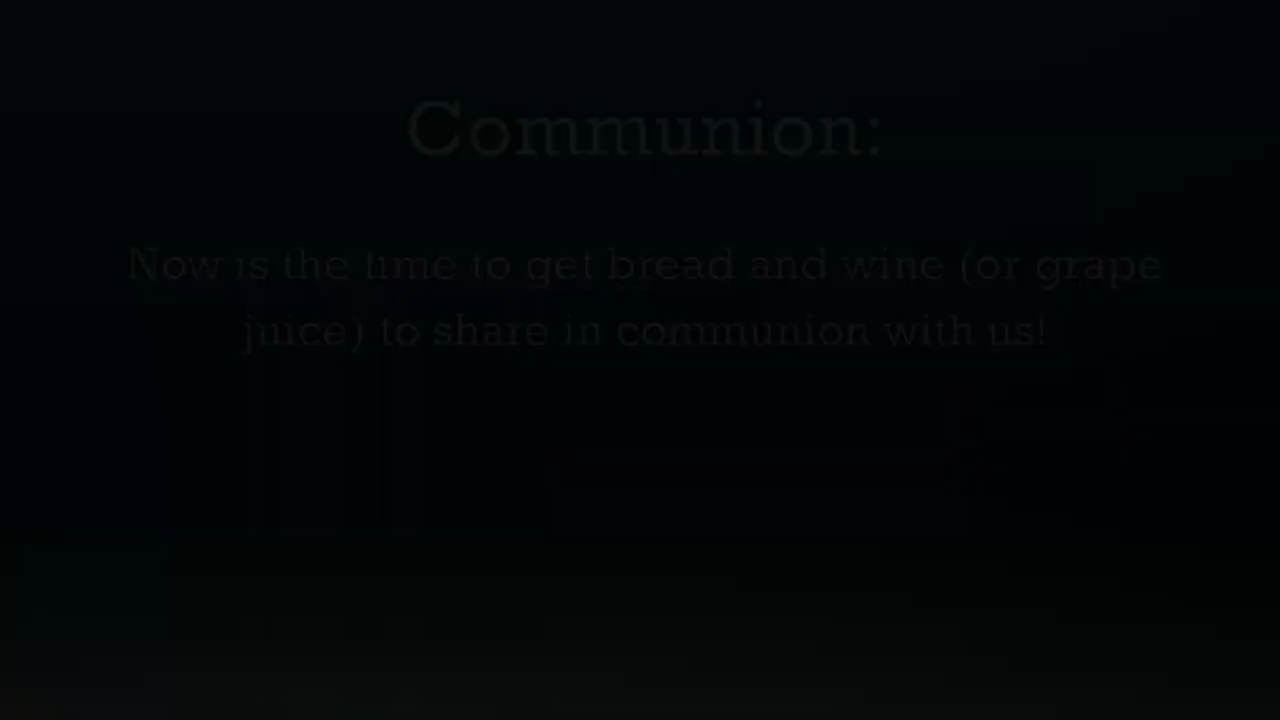 Communion:
Now is the time to get bread and wine (or grape
juice) to share in communion with us!